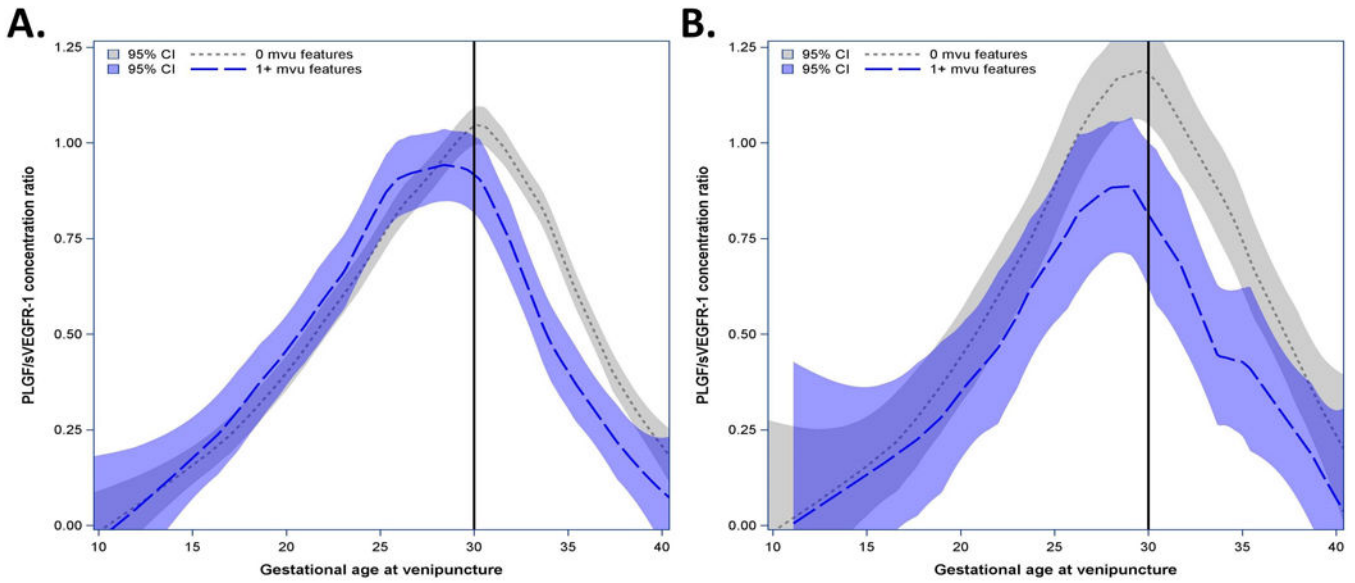 A.
1.25
95% CI 0 mvu features
95% CI 1+ mvu features
1.00
0.75
0.50
0.25
0.00
PLGF/sVEGFR-1 concentration ratio
10 15 20 25 30 35 40
Gestational age at venipuncture
B.
1.25
95% CI 0 mvu features
95% CI 1+ mvu features
1.00
0.75
0.50
0.25
0.00
PLGF/sVEGFR-1 concentration ratio
10 15 20 25 30 35 40
Gestational age at venipuncture